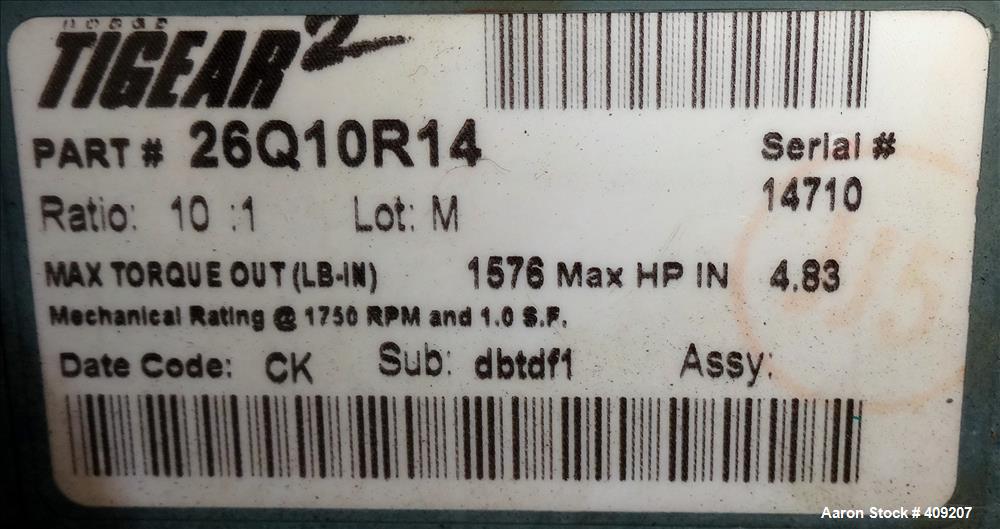 DODGE
TIGEAR 2
PART # 26Q10R14
Serial #
14710
Ratio: 10 :1 Lot: M
MAX TORQUE OUT (LB-IN) 1576 Max HP IN 4.83
Mechanical Rating @ 1750 RPM and 1.0 S.F.
Date Code: CK Sub: dbtdf1 Assy:
Aaron Stock # 409207